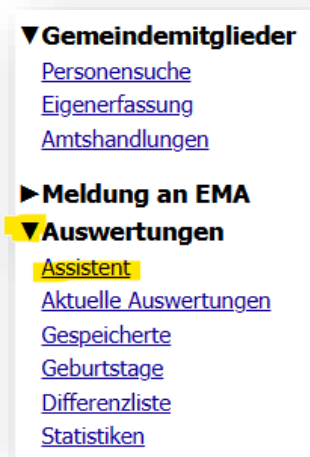 ▼Gemeindemitglieder
Personensuche
Eigenerfassung
Amtshandlungen
►Meldung an EMA
▼Auswertungen
Assistent
Aktuelle Auswertungen
Gespeicherte
Geburtstage
Differenzliste
Statistiken